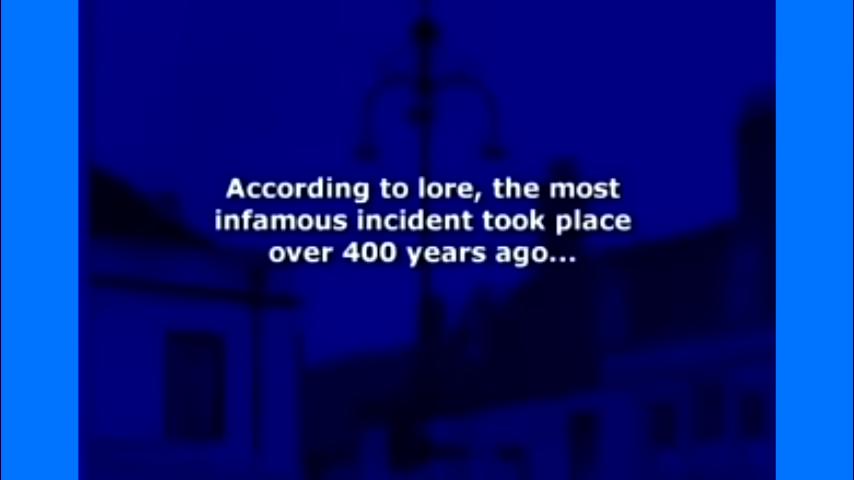 According to lore, the most
infamous incident took place
over 400 years ago...